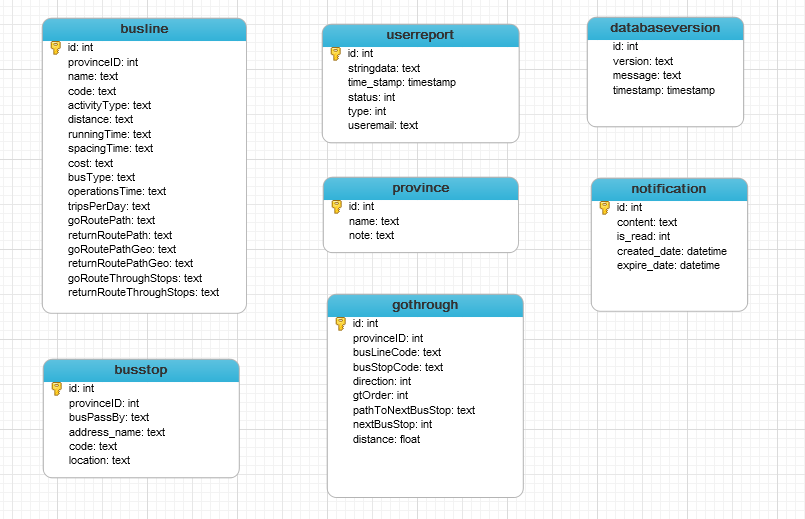 busline
id: int
provinceID: int
name: text
code: text
activityType: text
distance: text
runningTime: text
spacingTime: text
cost: text
busType: text
operationsTime: text
tripsPerDay: text
goRoutePath: text
returnRoutePath: text
goRoutePathGeo: text
returnRoutePathGeo: text
goRouteThroughStops: text
returnRouteThroughStops: text
busstop
id: int
provinceID: int
busPassBy: text
address_name: text
code: text
location: text
userreport
id: int
stringdata: text
time_stamp: timestamp
status: int
type: int
useremail: text
province
id: int
name: text
note: text
gothrough
id: int
provinceID: int
busLineCode: text
busStopCode: text
direction: int
gtOrder: int
pathToNextBusStop: text
nextBusStop: int
distance: float
databaseversion
id: int
version: text
message: text
timestamp: timestamp
notification
id: int
content: text
is_read: int
created_date: datetime
expire_date: datetime